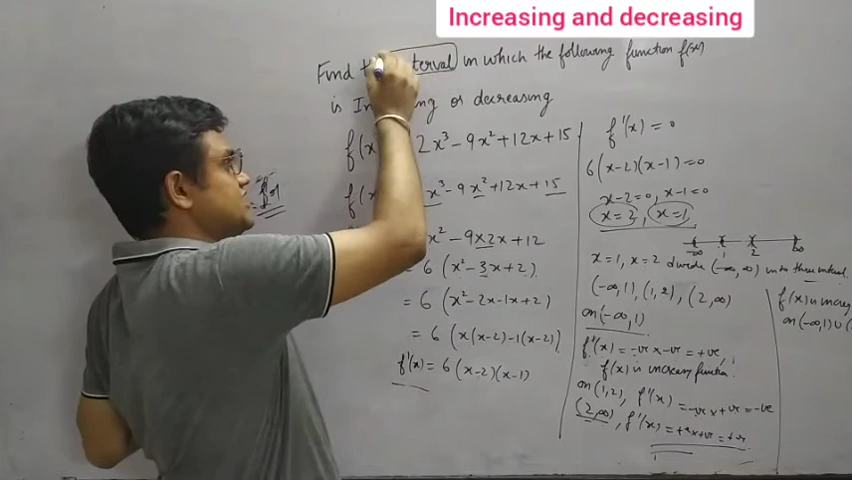 Increasing and decreasing
Find interval in which the following function f(x)
is or decreasing
f(x 2x³ - 9x² + 12x + 15
f(x x³ - 9x² + 12x + 15
x² - 9x2x + 12
= 6 (x² - 3x + 2)
= 6 (x² - 2x - 1x + 2)
= 6 (x(x-2) - 1(x-2))
f'(x) = 6 (x-2)(x-1)
f'(x) = 0
6(x-2)(x-1) = 0
x-2=0, x-1=0
x=2, x=1
-∞ 1 2 ∞
x=1, x=2 divide (-∞, ∞) into three interval
(-∞,1), (1,2), (2,∞)
on (-∞,1)
f'(x) = -ve x -ve = +ve,
f(x) is function
on (1,2), f'(x) = -ve x +ve = -ve
(2,∞), f'(x) = +ve x +ve = +ve
f(x) is
on (-∞,1) ∪ (